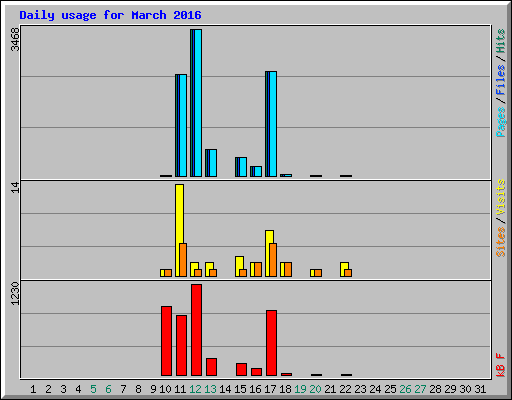 Daily usage for March 2016
3468
14
1230
Pages / Files / Hits
Sites / Visits
kB F
1 2 3 4 5 6 7 8 9 10 11 12 13 14 15 16 17 18 19 20 21 22 23 24 25 26 27 28 29 30 31